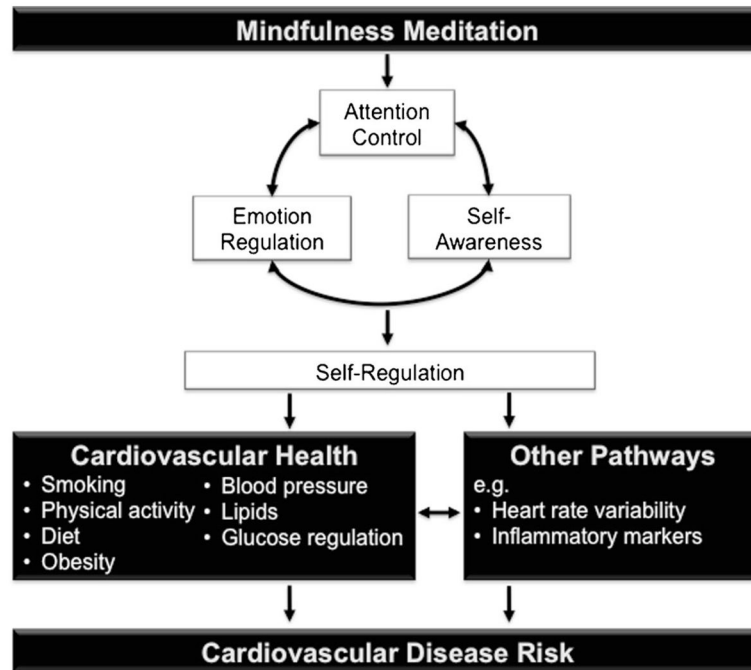 Mindfulness Meditation
Attention
Control
Emotion
Regulation
Self-
Awareness
Self-Regulation
Cardiovascular Health
• Smoking
• Physical activity
• Diet
• Obesity
• Blood pressure
• Lipids
• Glucose regulation
Other Pathways
e.g.
• Heart rate variability
• Inflammatory markers
Cardiovascular Disease Risk